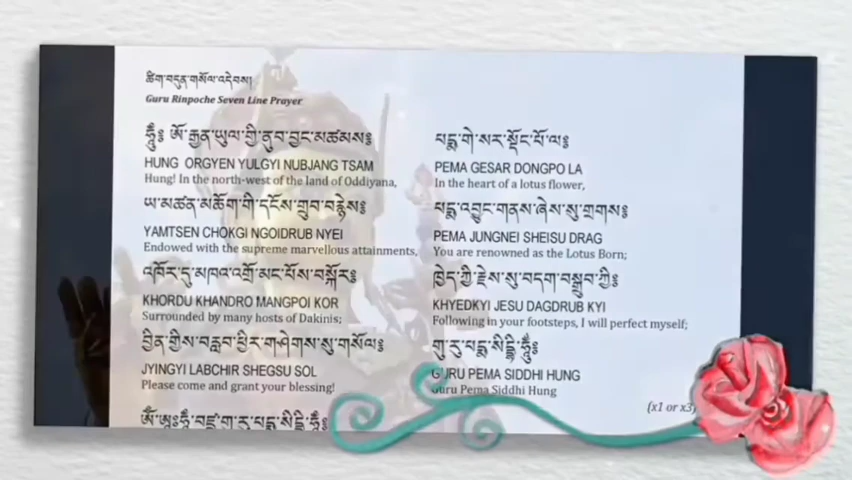 ཚིག་བདུན་གསོལ་འདེབས།
Guru Rinpoche Seven Line Prayer
ཧཱུྃ༔ ཨོ་རྒྱན་ཡུལ་གྱི་ནུབ་བྱང་མཚམས༔
HUNG ORGYEN YULGYI NUBJANG TSAM
Hung! In the north-west of the land of Oddiyana,
ཡ་མཚན་མཆོག་གི་དངོས་གྲུབ་བརྙེས༔
YAMTSEN CHOKGI NGOIDRUB NYEI
Endowed with the supreme marvellous attainments,
འཁོར་དུ་མཁའ་འགྲོ་མང་པོས་བསྐོར༔
KHORDU KHANDRO MANGPOI KOR
Surrounded by many hosts of Dakinis;
བྱིན་གྱིས་བརླབ་ཕྱིར་གཤེགས་སུ་གསོལ༔
JYINGYI LABCHIR SHEGSU SOL
Please come and grant your blessing!
ཨོཾ་ཨཱཿཧཱུྃ་བཛྲ་གུ་རུ་པདྨ་སིདྡྷི་ཧཱུྃ༔
པདྨ་གེ་སར་སྡོང་པོ་ལ༔
PEMA GESAR DONGPO LA
In the heart of a lotus flower,
པདྨ་འབྱུང་གནས་ཞེས་སུ་གྲགས༔
PEMA JUNGNEI SHEISU DRAG
You are renowned as the Lotus Born;
ཁྱེད་ཀྱི་རྗེས་སུ་བདག་བསྒྲུབ་ཀྱི༔
KHYEDKYI JESU DAGDRUB KYI
Following in your footsteps, I will perfect myself;
གུ་རུ་པདྨ་སིདྡྷི་ཧཱུྃ༔
GURU PEMA SIDDHI HUNG
Guru Pema Siddhi Hung
(x1 or x3)